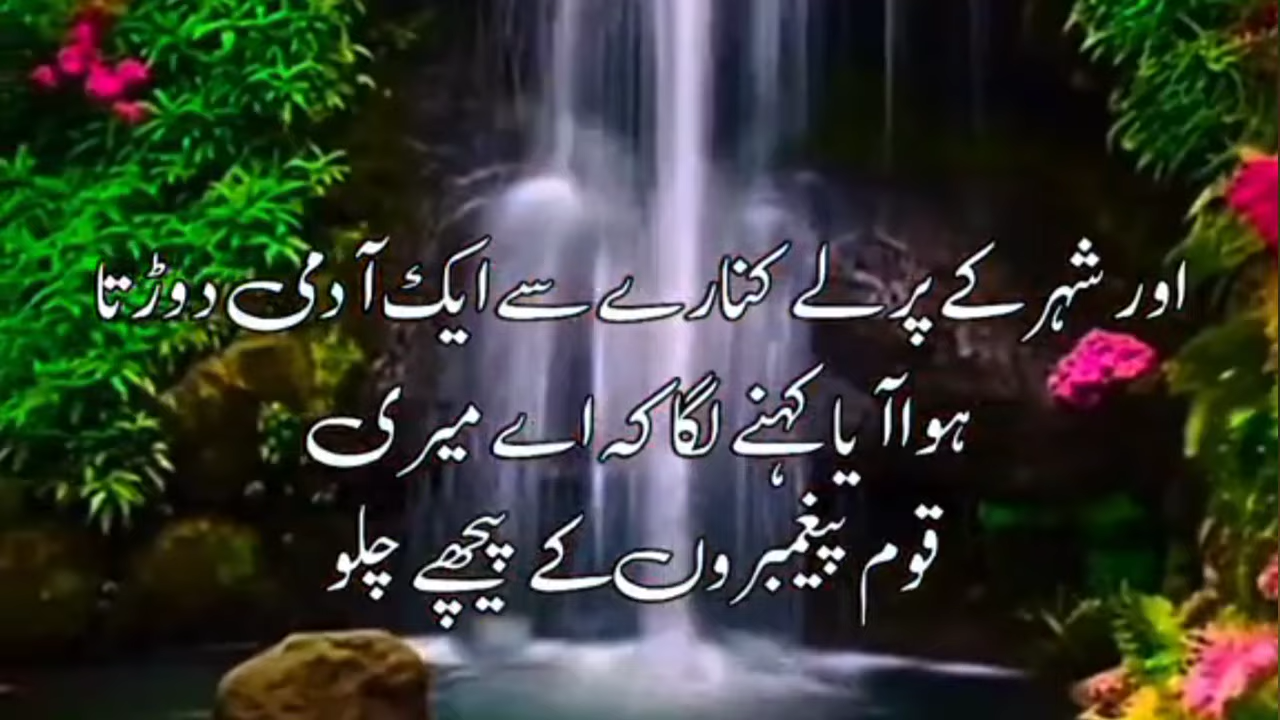 اور شہر کے پرلے کنارے سے ایک آدمی دوڑتا
ہوا آیا کہنے لگا کہ اے میری
قوم پیغمبروں کے پیچھے چلو